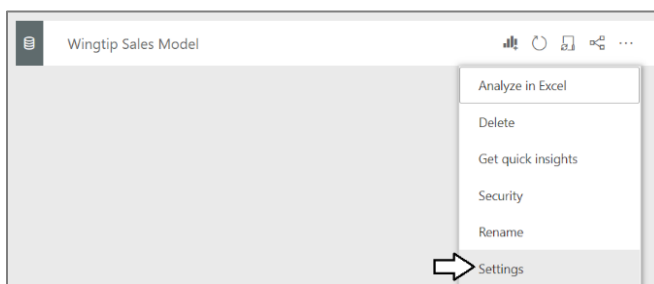 Wingtip Sales Model
Analyze in Excel
Delete
Get quick insights
Security
Rename
Settings